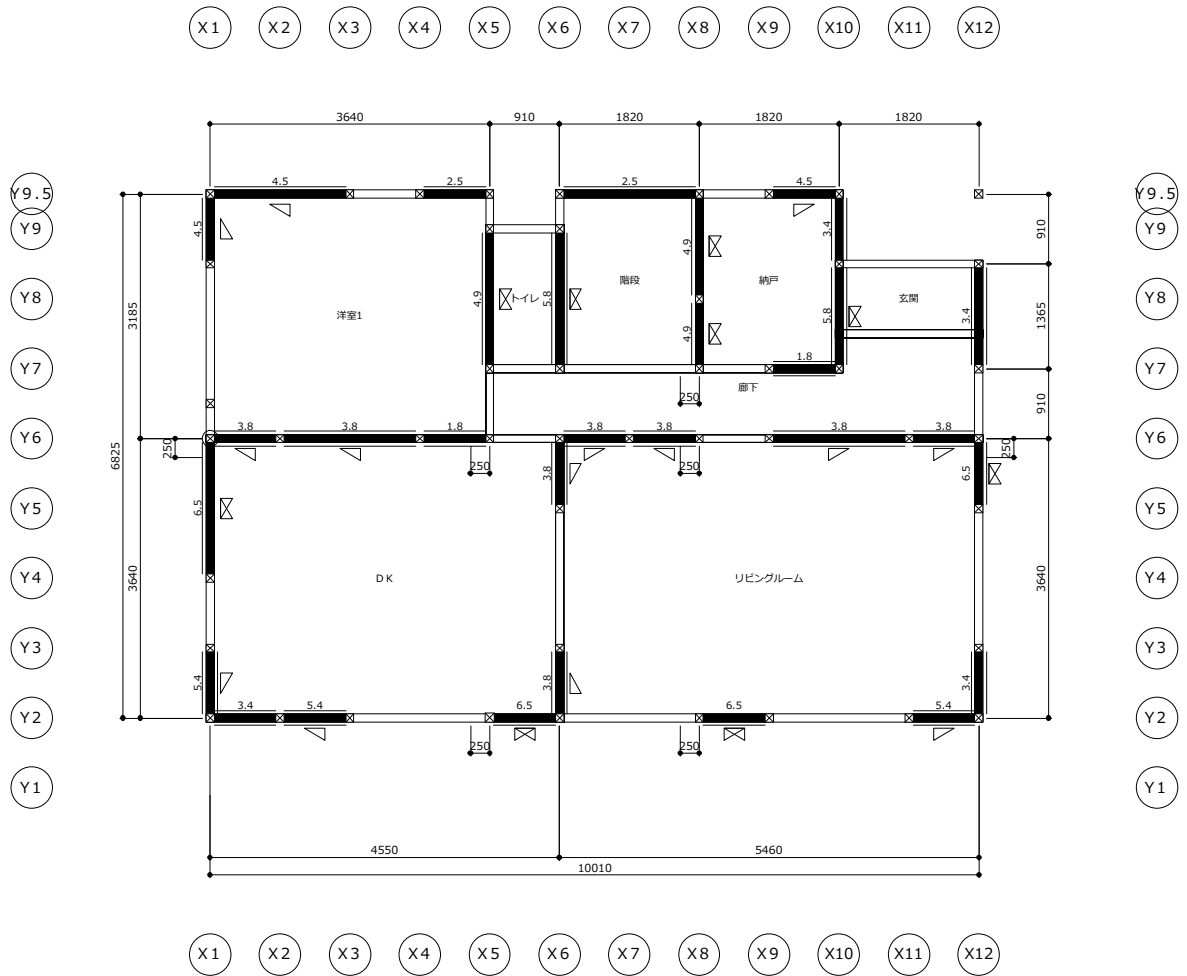 X1 X2 X3 X4 X5 X6 X7 X8 X9 X10 X11 X12
3640 910 1820 1820 1820
Y9.5 4.5 2.5 2.5 4.5 Y9.5
Y9 4.5 3.4 910 Y9
4.9
階段 納戸
Y8 3185 洋室1 4.9 トイレ 5.8 4.9 5.8 玄関 3.4 1365 Y8
1.8
Y7 Y7
廊下
250 910
3.8 3.8 1.8 3.8 3.8 3.8 3.8
Y6 250 250 Y6
6825 250 250 3.8 6.5
Y5 6.5 Y5
Y4 3640 DK リビングルーム 3640 Y4
Y3 Y3
5.4 3.8 3.4
3.4 5.4 6.5 6.5 5.4
Y2 Y2
250 250
Y1 Y1
4550 5460
10010
X1 X2 X3 X4 X5 X6 X7 X8 X9 X10 X11 X12